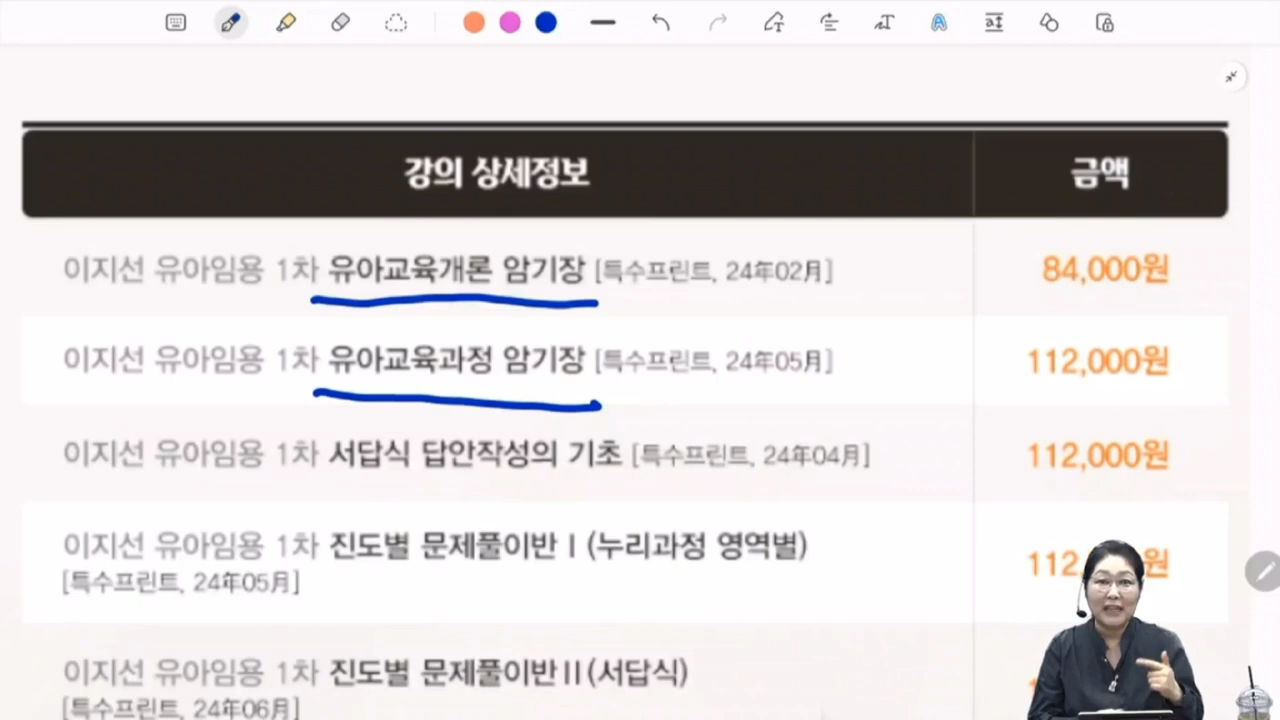 강의 상세정보 금액
이지선 유아임용 1차 유아교육개론 암기장 [특수프린트, 24年02月] 84,000원
이지선 유아임용 1차 유아교육과정 암기장 [특수프린트, 24年05月] 112,000원
이지선 유아임용 1차 서답식 답안작성의 기초 [특수프린트, 24年04月] 112,000원
이지선 유아임용 1차 진도별 문제풀이반 I (누리과정 영역별)
[특수프린트, 24年05月]
이지선 유아임용 1차 진도별 문제풀이반 II (서답식)
[특수프린트, 24年06月]